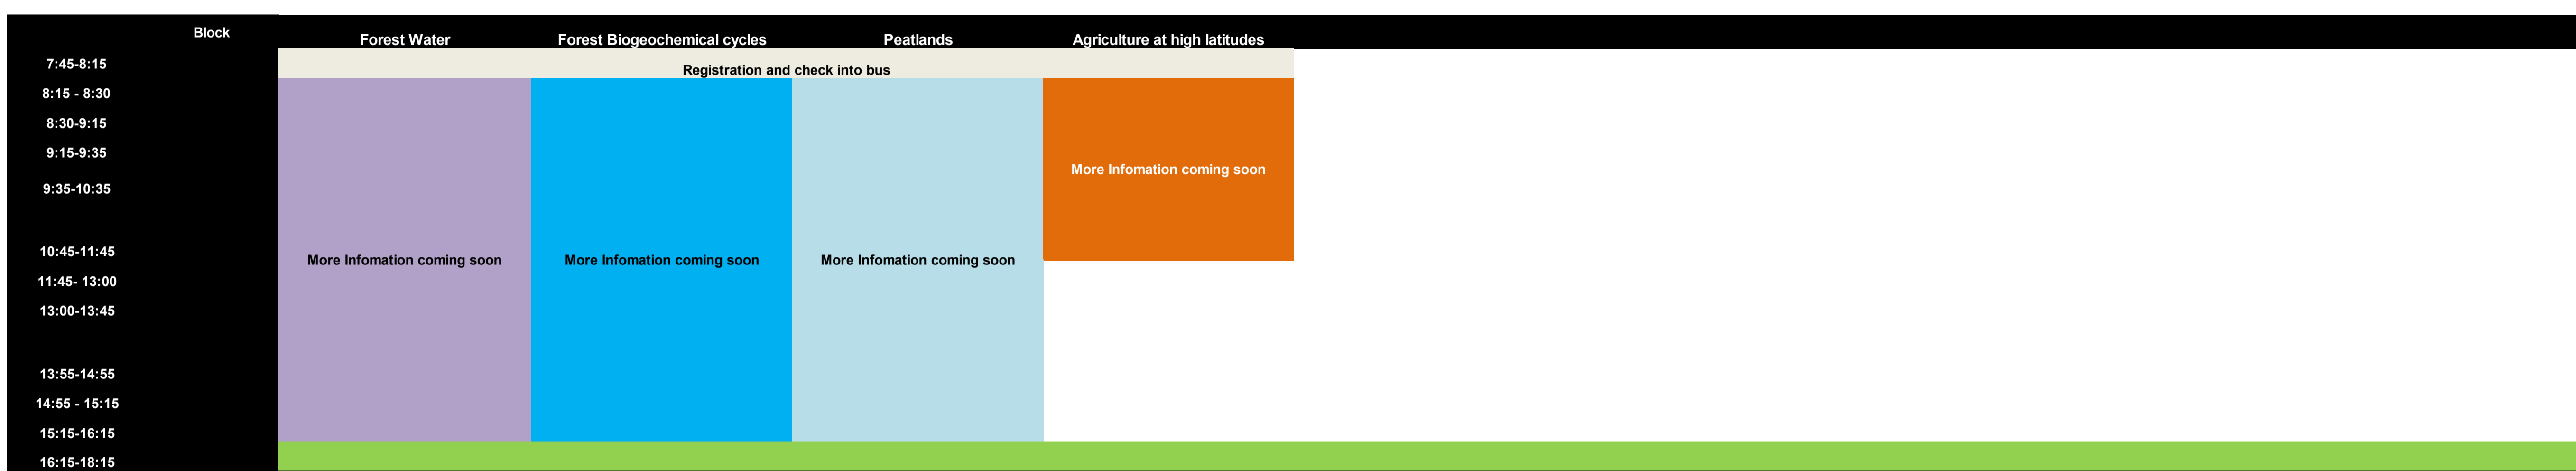 Block
Forest Water
Forest Biogeochemical cycles
Peatlands
Agriculture at high latitudes
7:45-8:15
Registration and check into bus
8:15 - 8:30
8:30-9:15
9:15-9:35
More Infomation coming soon
9:35-10:35
10:45-11:45
More Infomation coming soon
More Infomation coming soon
More Infomation coming soon
11:45- 13:00
13:00-13:45
13:55-14:55
14:55 - 15:15
15:15-16:15
16:15-18:15